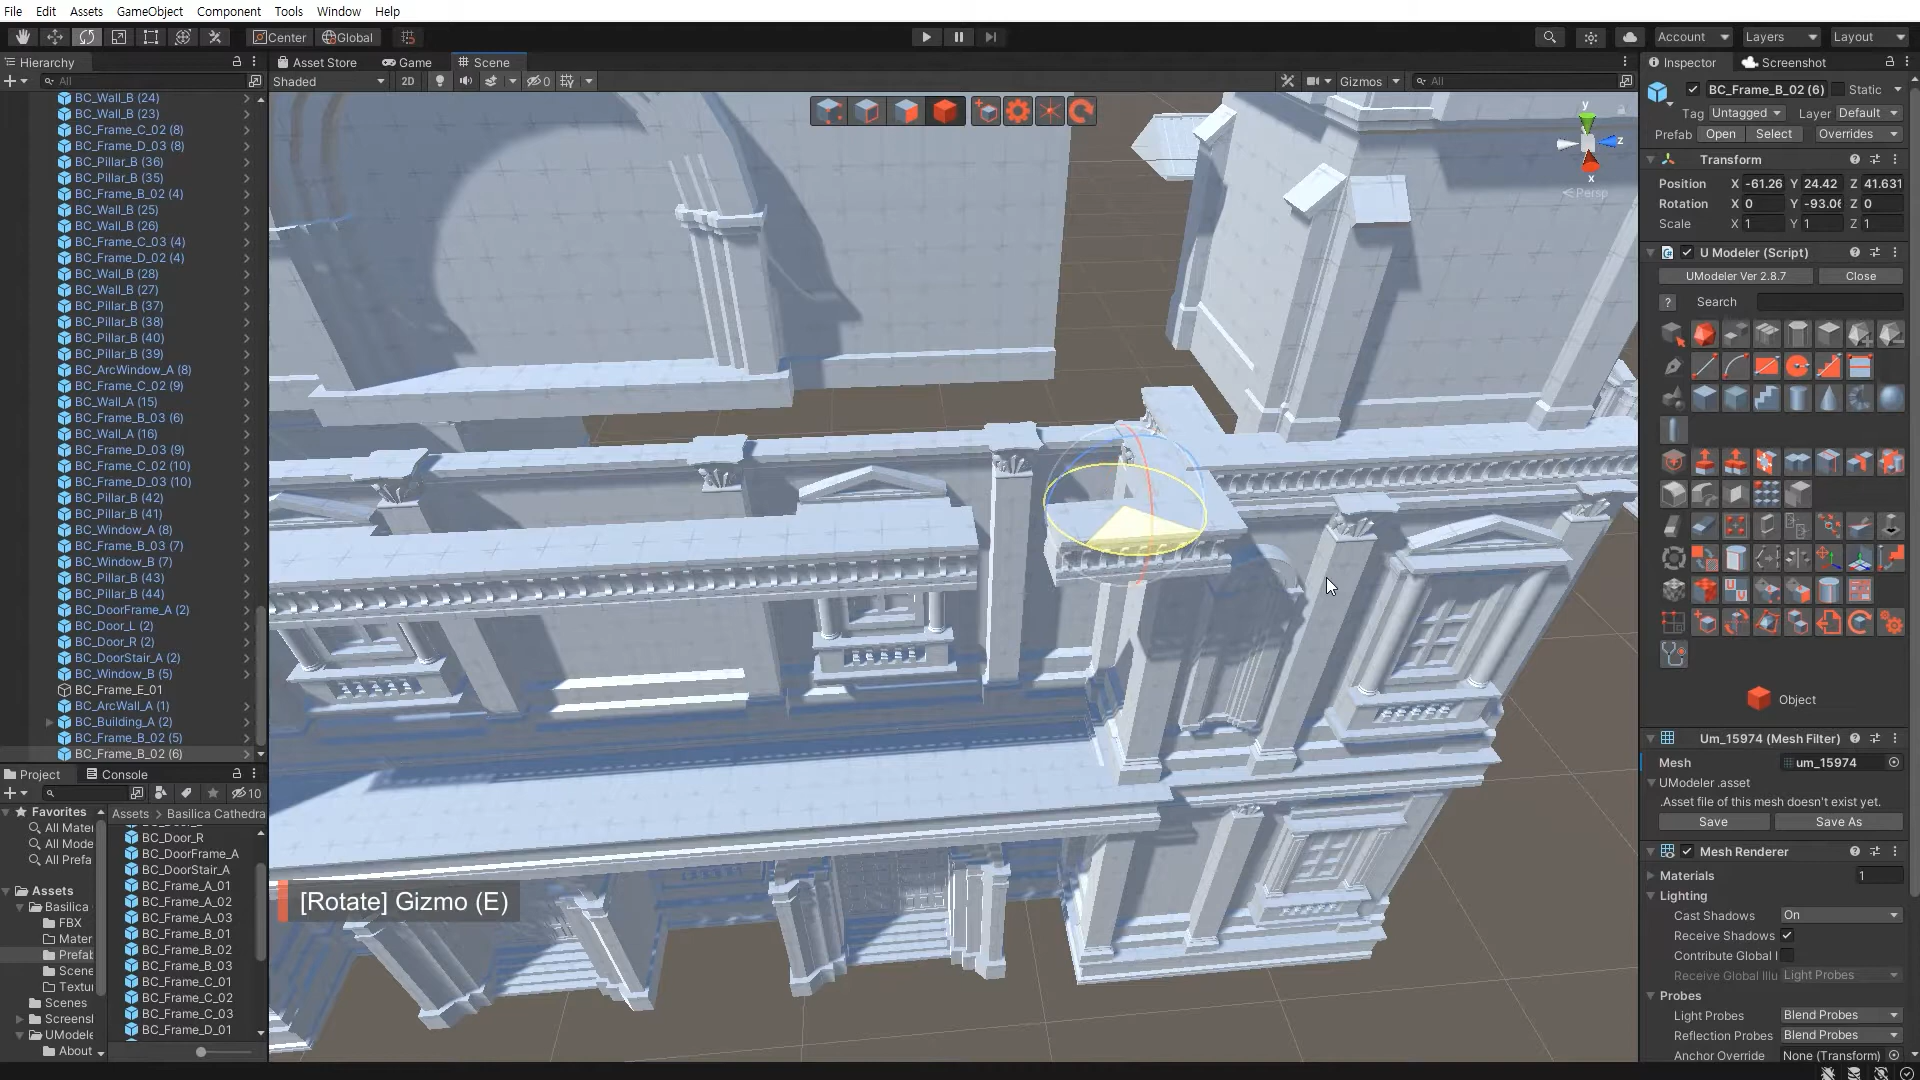 File Edit Assets GameObject Component Tools Window Help
Center Global Account Layers Layout
Hierarchy Asset Store Game Scene Inspector Screenshot
All Shaded 2D 0 Gizmos All
BC_Wall_B (24)
BC_Wall_B (23)
BC_Frame_C_02 (8)
BC_Frame_D_03 (8)
BC_Pillar_B (36)
BC_Pillar_B (35)
BC_Frame_B_02 (4)
BC_Wall_B (25)
BC_Wall_B (26)
BC_Frame_C_03 (4)
BC_Frame_D_02 (4)
BC_Wall_B (28)
BC_Wall_B (27)
BC_Pillar_B (37)
BC_Pillar_B (38)
BC_Pillar_B (40)
BC_Pillar_B (39)
BC_ArcWindow_A (8)
BC_Frame_C_02 (9)
BC_Wall_A (15)
BC_Frame_B_03 (6)
BC_Wall_A (16)
BC_Frame_D_03 (9)
BC_Frame_C_02 (10)
BC_Frame_D_03 (10)
BC_Pillar_B (42)
BC_Pillar_B (41)
BC_Window_A (8)
BC_Frame_B_03 (7)
BC_Window_B (7)
BC_Pillar_B (43)
BC_Pillar_B (44)
BC_DoorFrame_A (2)
BC_Door_L (2)
BC_Door_R (2)
BC_DoorStair_A (2)
BC_Window_B (5)
BC_Frame_E_01
BC_ArcWall_A (1)
BC_Building_A (2)
BC_Frame_B_02 (5)
BC_Frame_B_02 (6)
Project Console
10
Favorites
All Mater
All Mode
All Prefa
Assets
Basilica
FBX
Mater
Prefab
Scene
Textu
Scenes
Screensl
UModele
About
Assets > Basilica Cathedra
BC_Door_R
BC_DoorFrame_A
BC_DoorStair_A
BC_Frame_A_01
BC_Frame_A_02
BC_Frame_A_03
BC_Frame_B_01
BC_Frame_B_02
BC_Frame_B_03
BC_Frame_C_01
BC_Frame_C_02
BC_Frame_C_03
BC_Frame_D_01
y
z
x
Persp
[Rotate] Gizmo (E)
BC_Frame_B_02 (6) Static
Tag Untagged Layer Default
Prefab Open Select Overrides
Transform
Position X -61.26 Y 24.42 Z 41.631
Rotation X 0 Y -93.06 Z 0
Scale X 1 Y 1 Z 1
U Modeler (Script)
UModeler Ver 2.8.7 Close
? Search
Object
Um_15974 (Mesh Filter)
Mesh um_15974
UModeler .asset
.Asset file of this mesh doesn't exist yet.
Save Save As
Mesh Renderer
Materials 1
Lighting
Cast Shadows On
Receive Shadows
Contribute Global I
Receive Global Illu Light Probes
Probes
Light Probes Blend Probes
Reflection Probes Blend Probes
Anchor Override None (Transform)